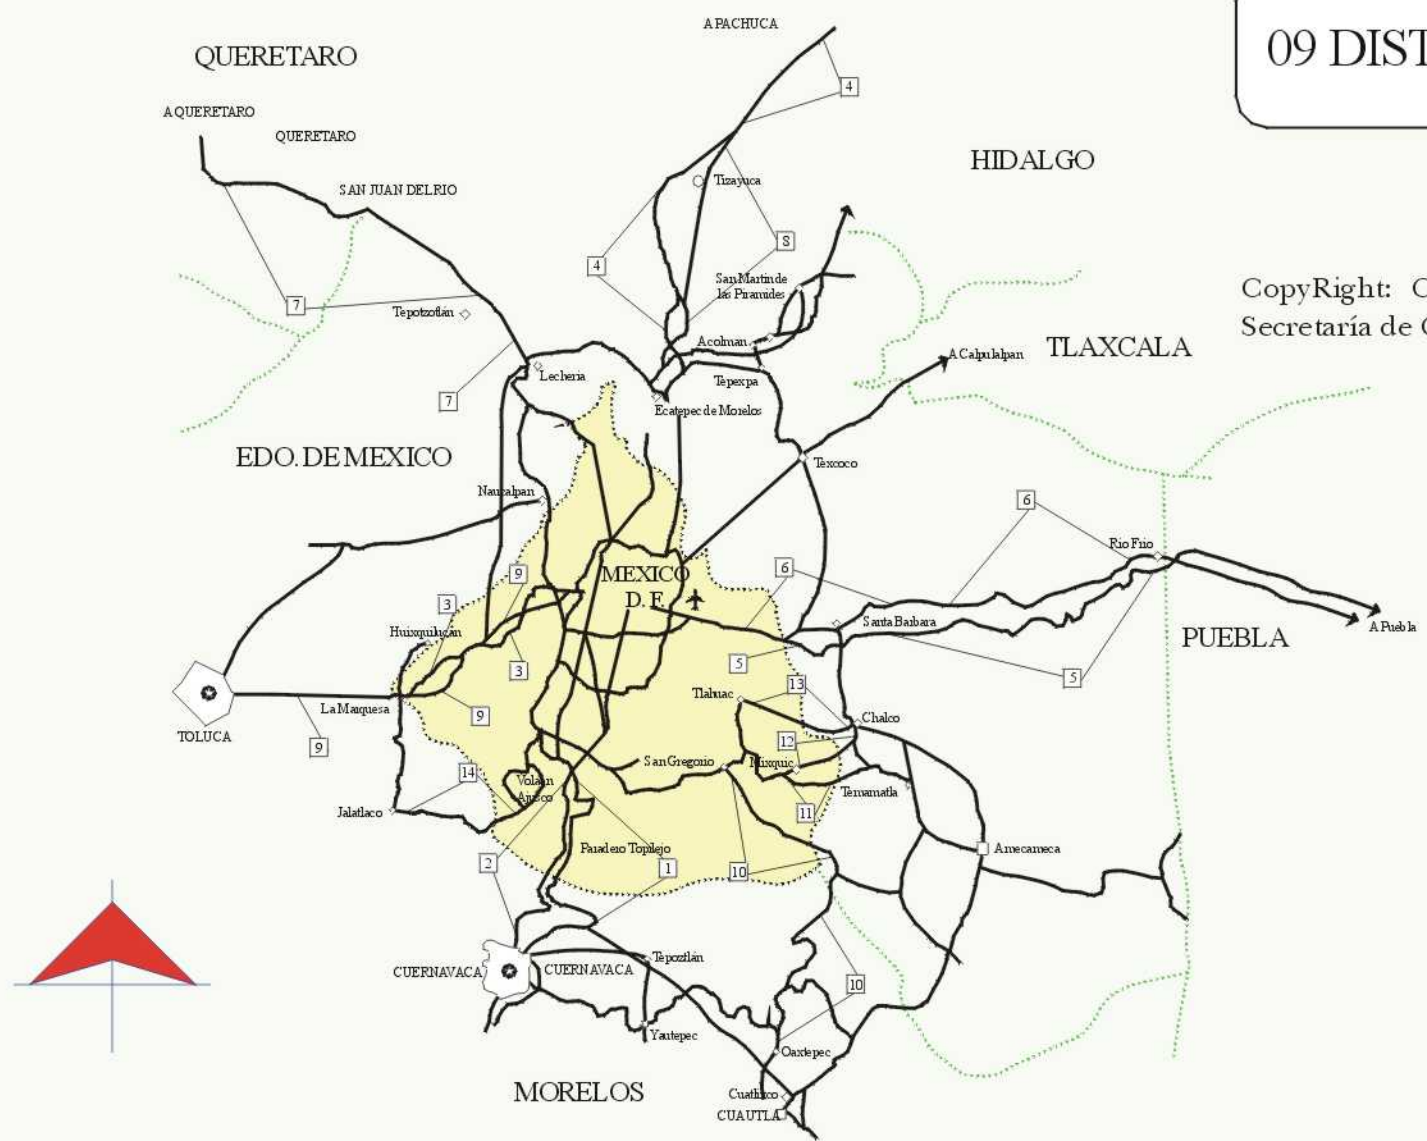 A PACHUCA
09 DIST
QUERETARO
4
A QUERETARO
QUERETARO
HIDALGO
SAN JUAN DEL RIO
Tizayuca
8
4
San Martin de
las Piramides
CopyRight: C
Secretaría de C
7
Tepotzotlán
Acolman
TLAXCALA
A Calpulalpan
Lecheria
Tepexpa
7
Ecatepec de Morelos
EDO. DE MEXICO
Texcoco
Naucalpan
6
Rio Frio
9
MEXICO
D. F.
6
3
Huixquilucan
Santa Barbara
A Puebla
PUEBLA
5
3
5
13
Tlahuac
La Marquesa
9
Chalco
TOLUCA
9
12
San Gregorio
Mixquic
14
Volcán
Ajusco
Temamatla
Jalatlaco
11
Paradero Topilejo
Amecameca
2
1
10
Tepoztlán
CUERNAVACA
CUERNAVACA
10
Yautepec
Oaxtepec
MORELOS
Cuatlixco
CUAUTLA